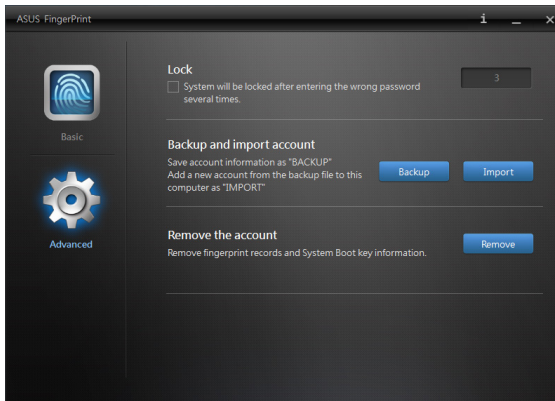 ASUS FingerPrint
Basic
Advanced
Lock
System will be locked after entering the wrong password
several times.
3
Backup and import account
Save account information as "BACKUP"
Add a new account from the backup file to this
computer as "IMPORT"
Backup
Import
Remove the account
Remove fingerprint records and System Boot key information.
Remove